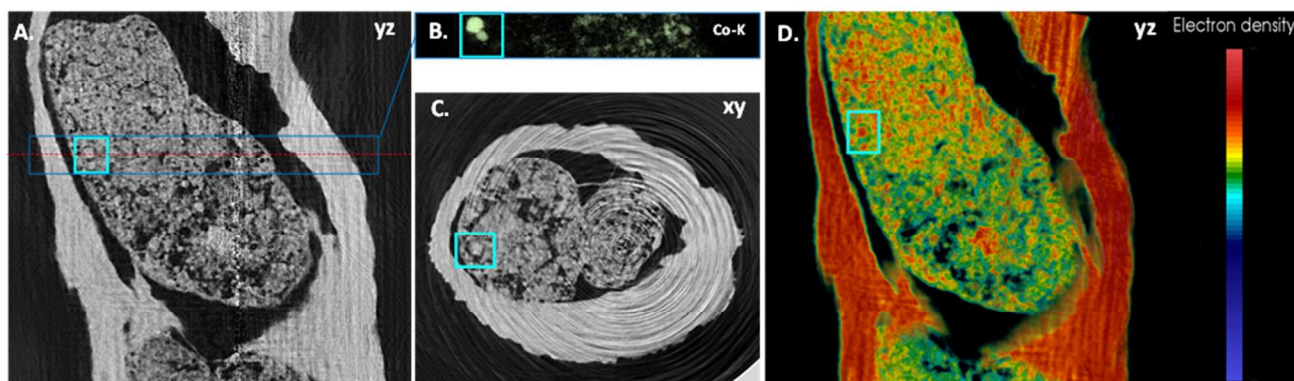 A.
yz
B.
Co-K
C.
xy
D.
yz
Electron density